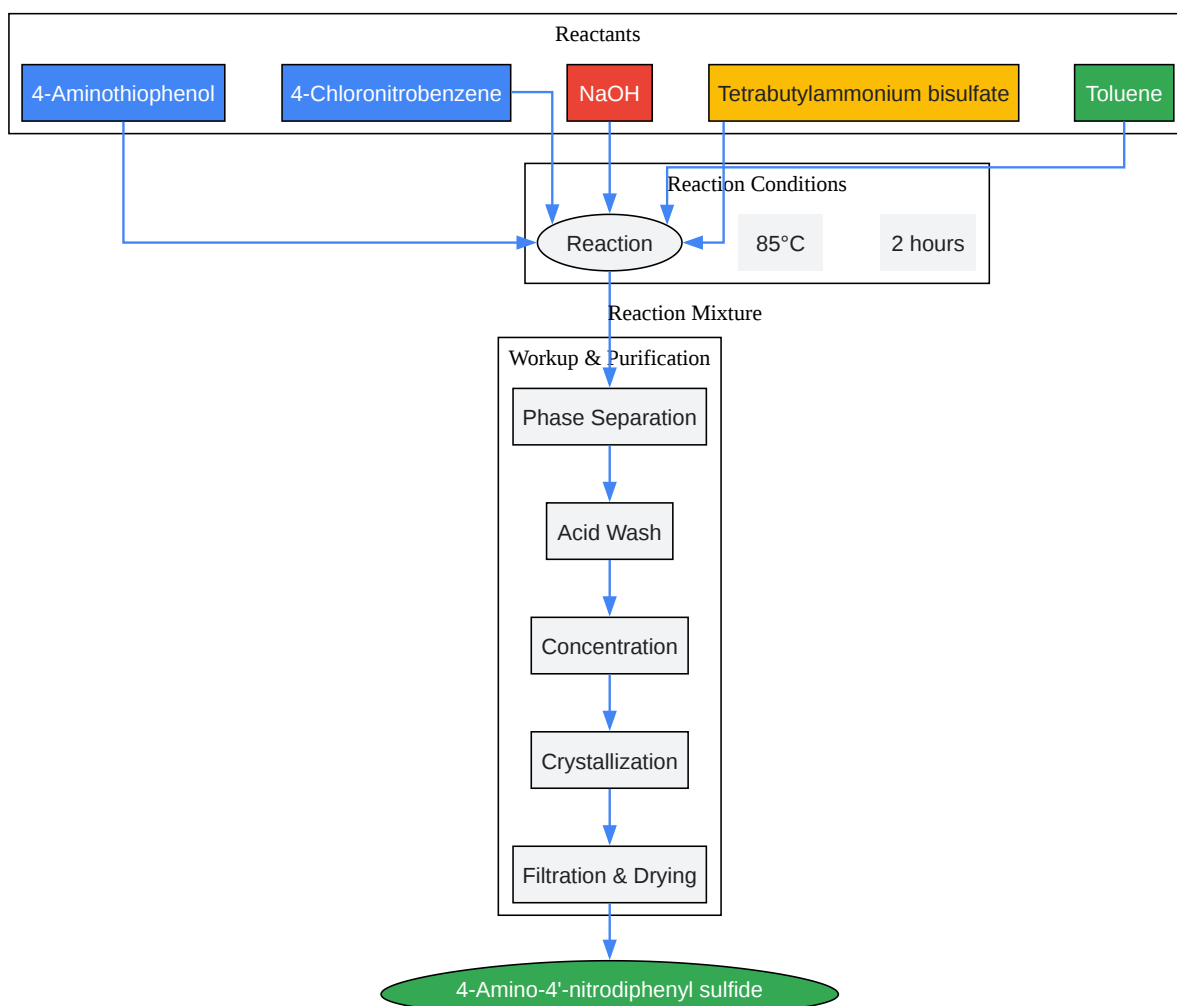 Reactants
4-Aminothiophenol
4-Chloronitrobenzene
NaOH
Tetrabutylammonium bisulfate
Toluene
Reaction Conditions
Reaction
85°C
2 hours
Reaction Mixture
Workup & Purification
Phase Separation
Acid Wash
Concentration
Crystallization
Filtration & Drying
4-Amino-4'-nitrodiphenyl sulfide